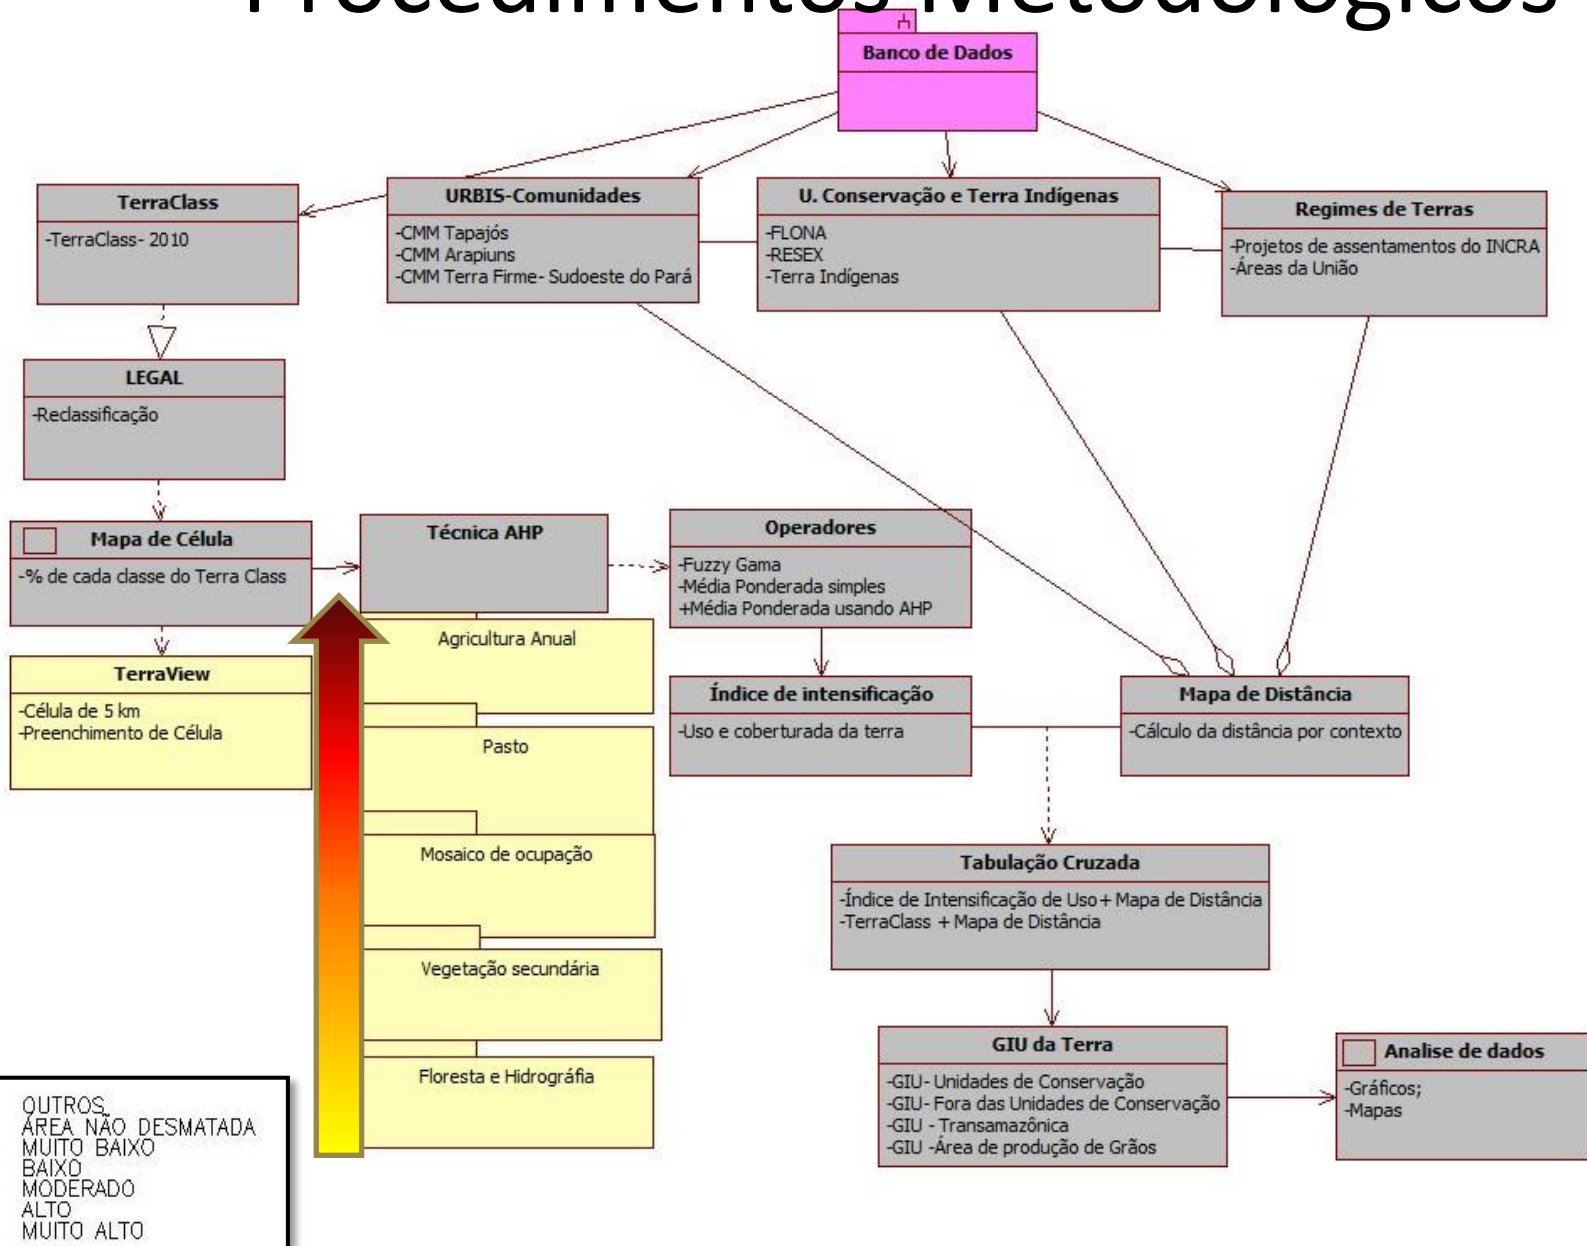 Procedimentos Metodológicos
Banco de Dados
TerraClass
-TerraClass- 2010
URBIS-Comunidades
-CMM Tapajós
-CMM Arapiuns
-CMM Terra Firme- Sudoeste do Pará
U. Conservação e Terra Indígenas
-FLONA
-RESEX
-Terra Indígenas
Regimes de Terras
-Projetos de assentamentos do INCRA
-Áreas da União
LEGAL
-Reclassificação
Mapa de Célula
-% de cada classe do Terra Class
Técnica AHP
Operadores
-Fuzzy Gama
-Média Ponderada simples
+Média Ponderada usando AHP
TerraView
-Célula de 5 km
-Preenchimento de Célula
Agricultura Anual
Pasto
Mosaico de ocupação
Vegetação secundária
Floresta e Hidrográfia
Índice de intensificação
-Uso e coberturada da terra
Mapa de Distância
-Cálculo da distância por contexto
Tabulação Cruzada
-Índice de Intensificação de Uso+ Mapa de Distância
-TerraClass + Mapa de Distância
GIU da Terra
-GIU- Unidades de Conservação
-GIU- Fora das Unidades de Conservação
-GIU - Transamazônica
-GIU -Área de produção de Grãos
Analise de dados
-Gráficos;
-Mapas
OUTROS
ÁREA NÃO DESMATADA
MUITO BAIXO
BAIXO
MODERADO
ALTO
MUITO ALTO